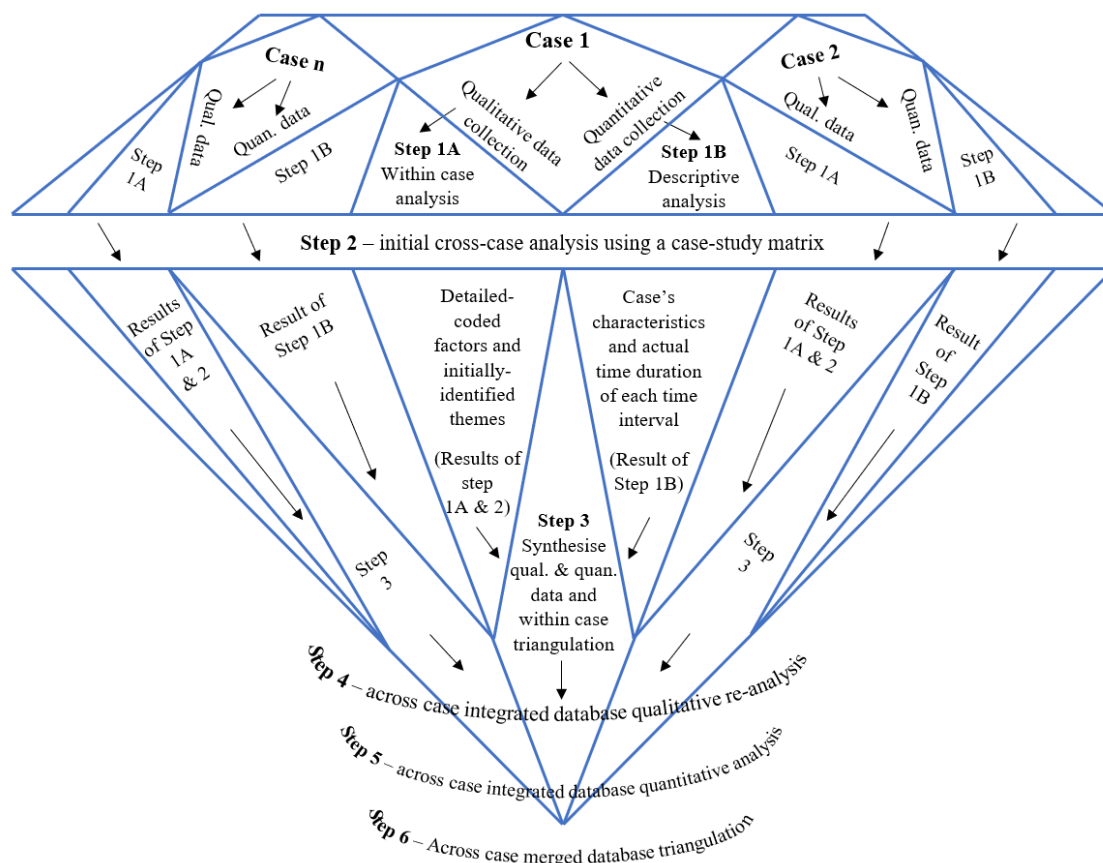 Case n
Case 1
Case 2
Qual. data
Quan. data
Qualitative data
collection
Quantitative
data collection
Qual. data
Quan. data
Step
1A
Step 1B
Step 1A
Within case
analysis
Step 1B
Descriptive
analysis
Step 1A
Step
1B
Step 2 – initial cross-case analysis using a case-study matrix
Results
of Step
1A
& 2
Result of
Step 1B
Detailed-
coded
factors and
initially-
identified
themes
(Results of
step
1A & 2)
Case’s
characteristics
and actual
time duration
of each time
interval
(Result of
Step 1B)
Results
of Step
1A & 2
Result
of
Step
1B
Step
3
Step 3
Synthesise
qual. & quan.
data and
within case
triangulation
Step
3
Step 4 – across case integrated database qualitative re-analysis
Step 5 – across case integrated database quantitative analysis
Step 6 – Across case merged database triangulation